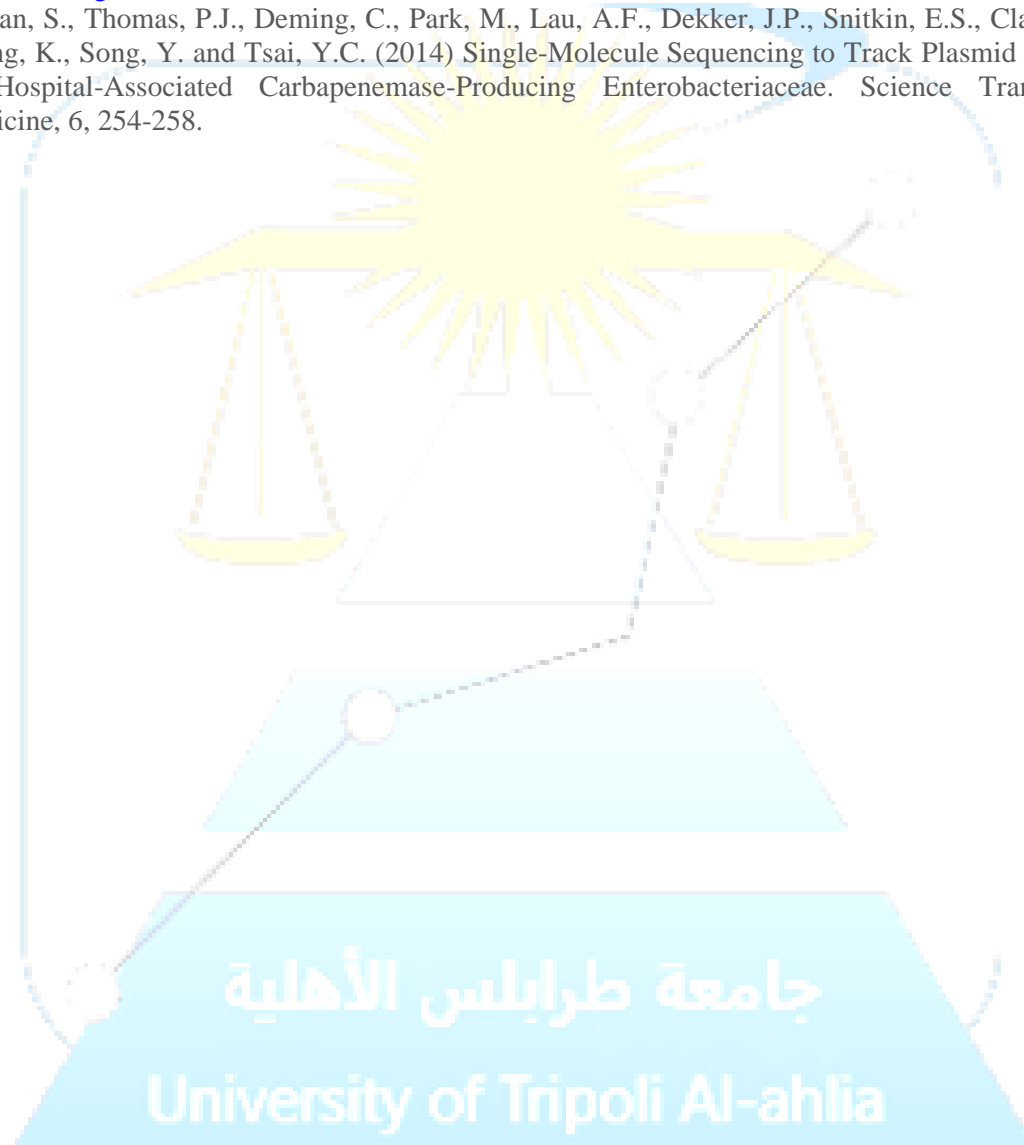 an, S., Thomas, P.J., Deming, C., Park, M., Lau, A.F., Dekker, J.P., Snitkin, E.S., Cla
ng, K., Song, Y. and Tsai, Y.C. (2014) Single-Molecule Sequencing to Track Plasmid
Hospital-Associated Carbapenemase-Producing Enterobacteriaceae. Science Tran
icine, 6, 254-258.
جامعة طرابلس الأهلية
University of Tripoli Al-ahlia